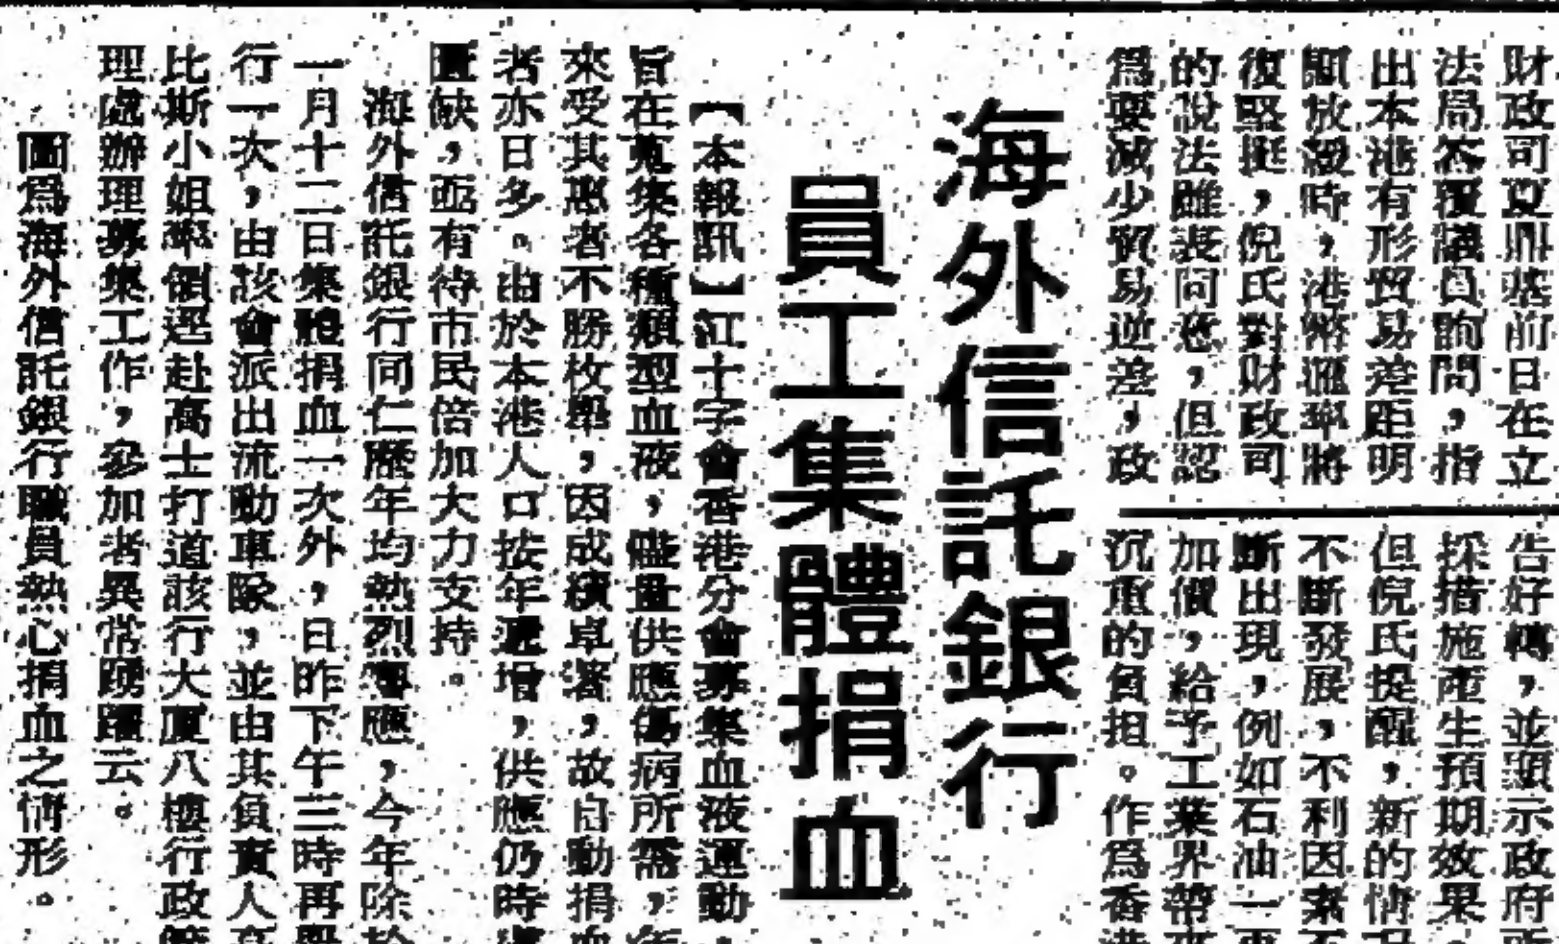 財政司夏鼎基前日在立
法局答覆議員詢問，指
出本港有形貿易差距明
顯放緩時，港幣滙率將
復堅挺，倪氏對財政司
的說法雖表同意，但認
爲要減少貿易逆差，政
告好轉，並顯示政府
採措施產生預期效果
但倪氏提醒，新的情況
不斷發展，不利因素不
斷出現，例如石油一再
加價，給予工業界帶來
沉重的負担。作爲香港
海外信託銀行
員工集體捐血
【本報訊】紅十字會香港分會募集血液運動，
旨在蒐集各種類型血液，儘量供應傷病所需，年
來受其惠者不勝枚舉，因成績卓著，故自動捐血
者亦日多。由於本港人口按年遞增，供應仍時
匱缺，亟有待市民倍加大力支持。
海外信託銀行同仁歷年均熱烈響應，今年除於
一月十二日集體捐血一次外，日昨下午三時再舉
行一次，由該會派出流動車隊，並由其負責人
比斯小姐率領逕赴高士打道該行大廈八樓行政
理處辦理募集工作，參加者異常踴躍云。
圖爲海外信託銀行職員熱心捐血之情形。